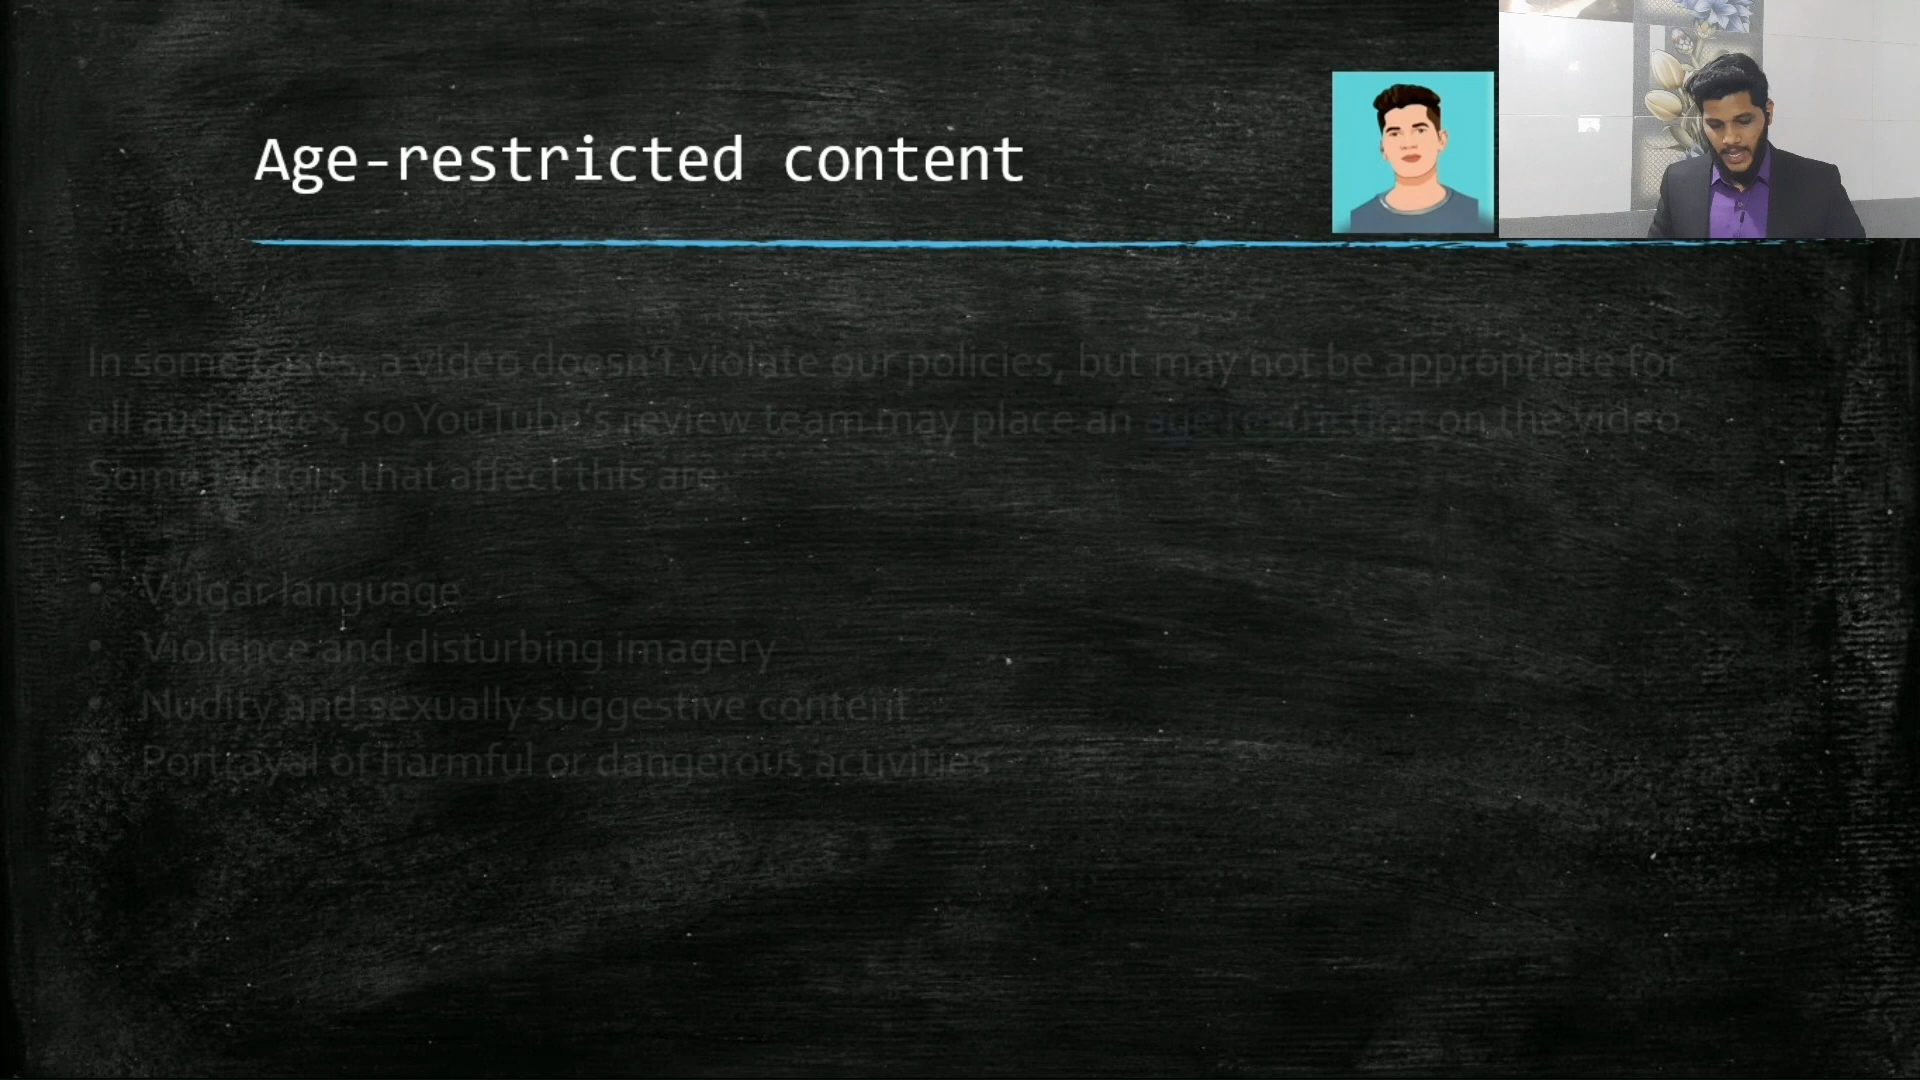 Age-restricted content
In some cases, a video doesn't violate our policies, but may not be appropriate for
all audiences, so YouTube's review team may place an age restriction on the video
Some factors that affect this are
• Vulgar language
• Violence and disturbing imagery
• Nudity and sexually suggestive content
• Portrayal of harmful or dangerous activities